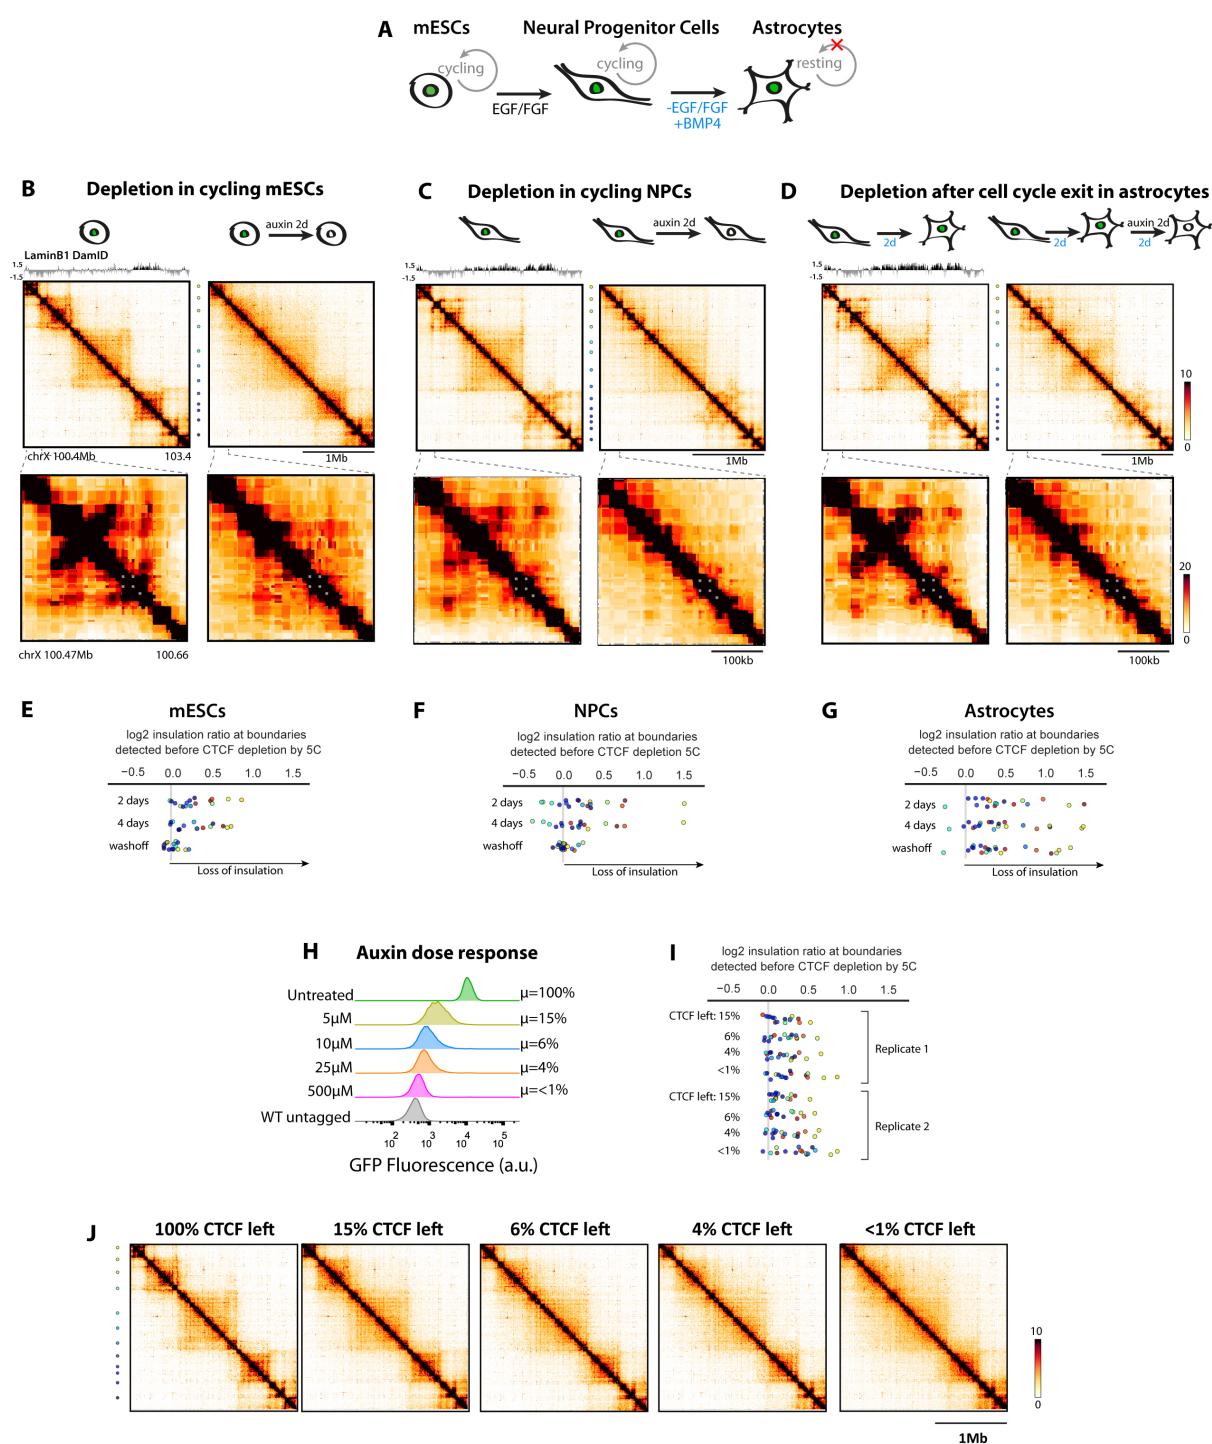 A mESCs Neural Progenitor Cells Astrocytes
cycling cycling resting
EGF/FGF -EGF/FGF
+BMP4
B Depletion in cycling mESCs
auxin 2d
LaminB1 DamID
1.5
-1.5
chrX 100.4Mb 103.4
1Mb
chrX 100.47Mb 100.66
C Depletion in cycling NPCs
auxin 2d
1.5
-1.5
1Mb
100kb
D Depletion after cell cycle exit in astrocytes
2d 2d auxin 2d 2d
1.5
-1.5
10
0
1Mb
20
0
100kb
E mESCs
log2 insulation ratio at boundaries
detected before CTCF depletion by 5C
−0.5 0.0 0.5 1.0 1.5
2 days
4 days
washoff
Loss of insulation
F NPCs
log2 insulation ratio at boundaries
detected before CTCF depletion 5C
−0.5 0.0 0.5 1.0 1.5
2 days
4 days
washoff
Loss of insulation
G Astrocytes
log2 insulation ratio at boundaries
detected before CTCF depletion by 5C
−0.5 0.0 0.5 1.0 1.5
2 days
4 days
washoff
Loss of insulation
H Auxin dose response
Untreated µ=100%
5µM µ=15%
10µM µ=6%
25µM µ=4%
500µM µ=<1%
WT untagged
10² 10³ 10⁴ 10⁵
GFP Fluorescence (a.u.)
I log2 insulation ratio at boundaries
detected before CTCF depletion by 5C
−0.5 0.0 0.5 1.0 1.5
CTCF left: 15%
6%
4%
<1%
Replicate 1
CTCF left: 15%
6%
4%
<1%
Replicate 2
J 100% CTCF left 15% CTCF left 6% CTCF left 4% CTCF left <1% CTCF left
10
0
1Mb